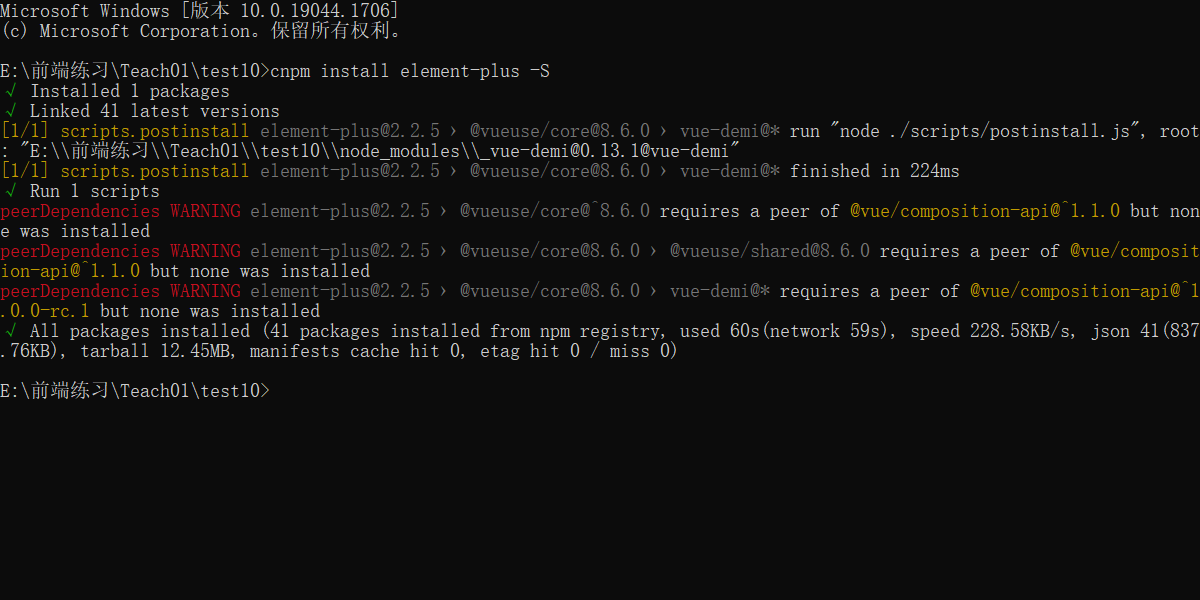 Microsoft Windows [版本 10.0.19044.1706]
(c) Microsoft Corporation。保留所有权利。
E:\前端练习\Teach01\test10>cnpm install element-plus -S
√ Installed 1 packages
√ Linked 41 latest versions
[1/1] scripts.postinstall element-plus@2.2.5 › @vueuse/core@8.6.0 › vue-demi@* run "node ./scripts/postinstall.js", root
: "E:\\前端练习\\Teach01\\test10\\node_modules\\_vue-demi@0.13.1@vue-demi"
[1/1] scripts.postinstall element-plus@2.2.5 › @vueuse/core@8.6.0 › vue-demi@* finished in 224ms
√ Run 1 scripts
peerDependencies WARNING element-plus@2.2.5 › @vueuse/core@^8.6.0 requires a peer of @vue/composition-api@^1.1.0 but non
e was installed
peerDependencies WARNING element-plus@2.2.5 › @vueuse/core@8.6.0 › @vueuse/shared@8.6.0 requires a peer of @vue/composit
ion-api@^1.1.0 but none was installed
peerDependencies WARNING element-plus@2.2.5 › @vueuse/core@8.6.0 › vue-demi@* requires a peer of @vue/composition-api@^1
.0.0-rc.1 but none was installed
√ All packages installed (41 packages installed from npm registry, used 60s(network 59s), speed 228.58KB/s, json 41(837
.76KB), tarball 12.45MB, manifests cache hit 0, etag hit 0 / miss 0)
E:\前端练习\Teach01\test10>